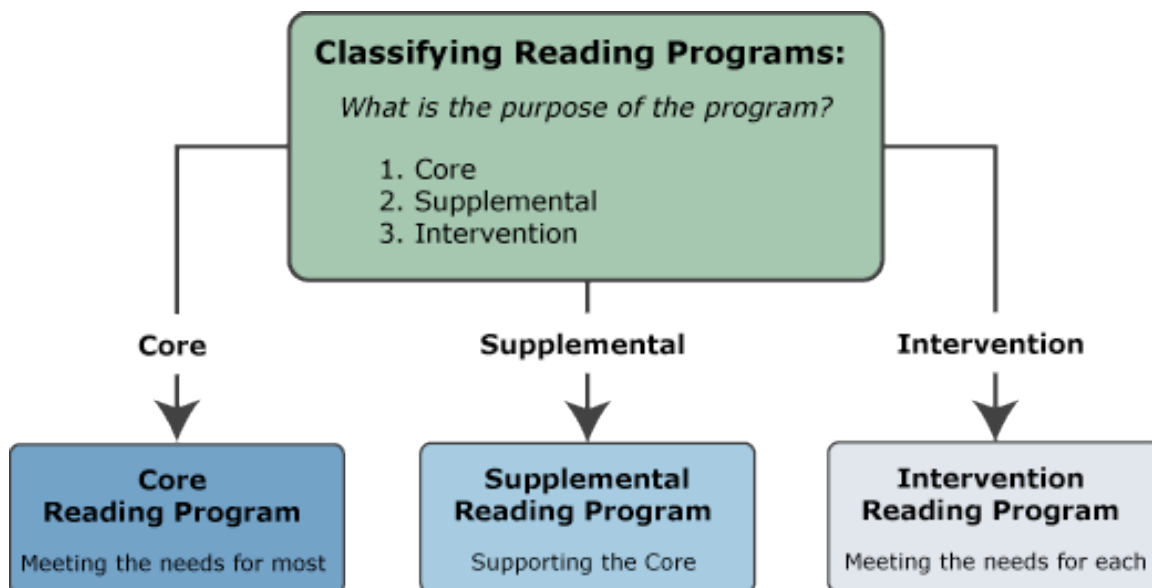 Classifying Reading Programs:
What is the purpose of the program?
1. Core
2. Supplemental
3. Intervention
Core
Supplemental
Intervention
Core
Reading Program
Meeting the needs for most
Supplemental
Reading Program
Supporting the Core
Intervention
Reading Program
Meeting the needs for each